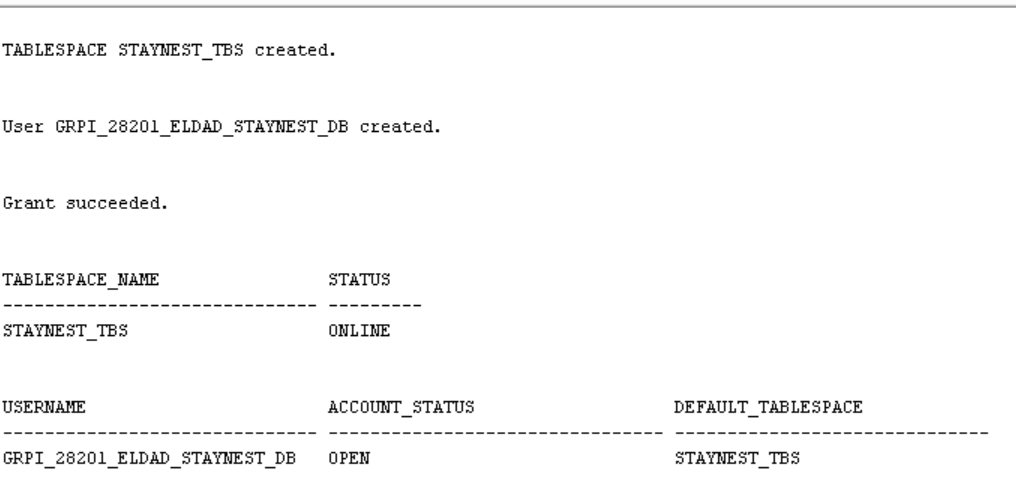 TABLESPACE STAYNEST_TBS created.
User GRPI_28201_ELDAD_STAYNEST_DB created.
Grant succeeded.
TABLESPACE_NAME STATUS
------------------------------ ---------
STAYNEST_TBS ONLINE
USERNAME ACCOUNT_STATUS DEFAULT_TABLESPACE
------------------------------ -------------------------------- ------------------------------
GRPI_28201_ELDAD_STAYNEST_DB OPEN STAYNEST_TBS